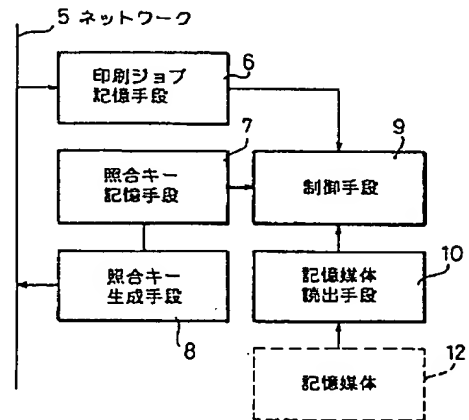 5 ネットワーク
印刷ジョブ
記憶手段
6
照合キー
記憶手段
7
制御手段
9
照合キー
生成手段
8
記憶媒体
読出手段
10
記憶媒体
12